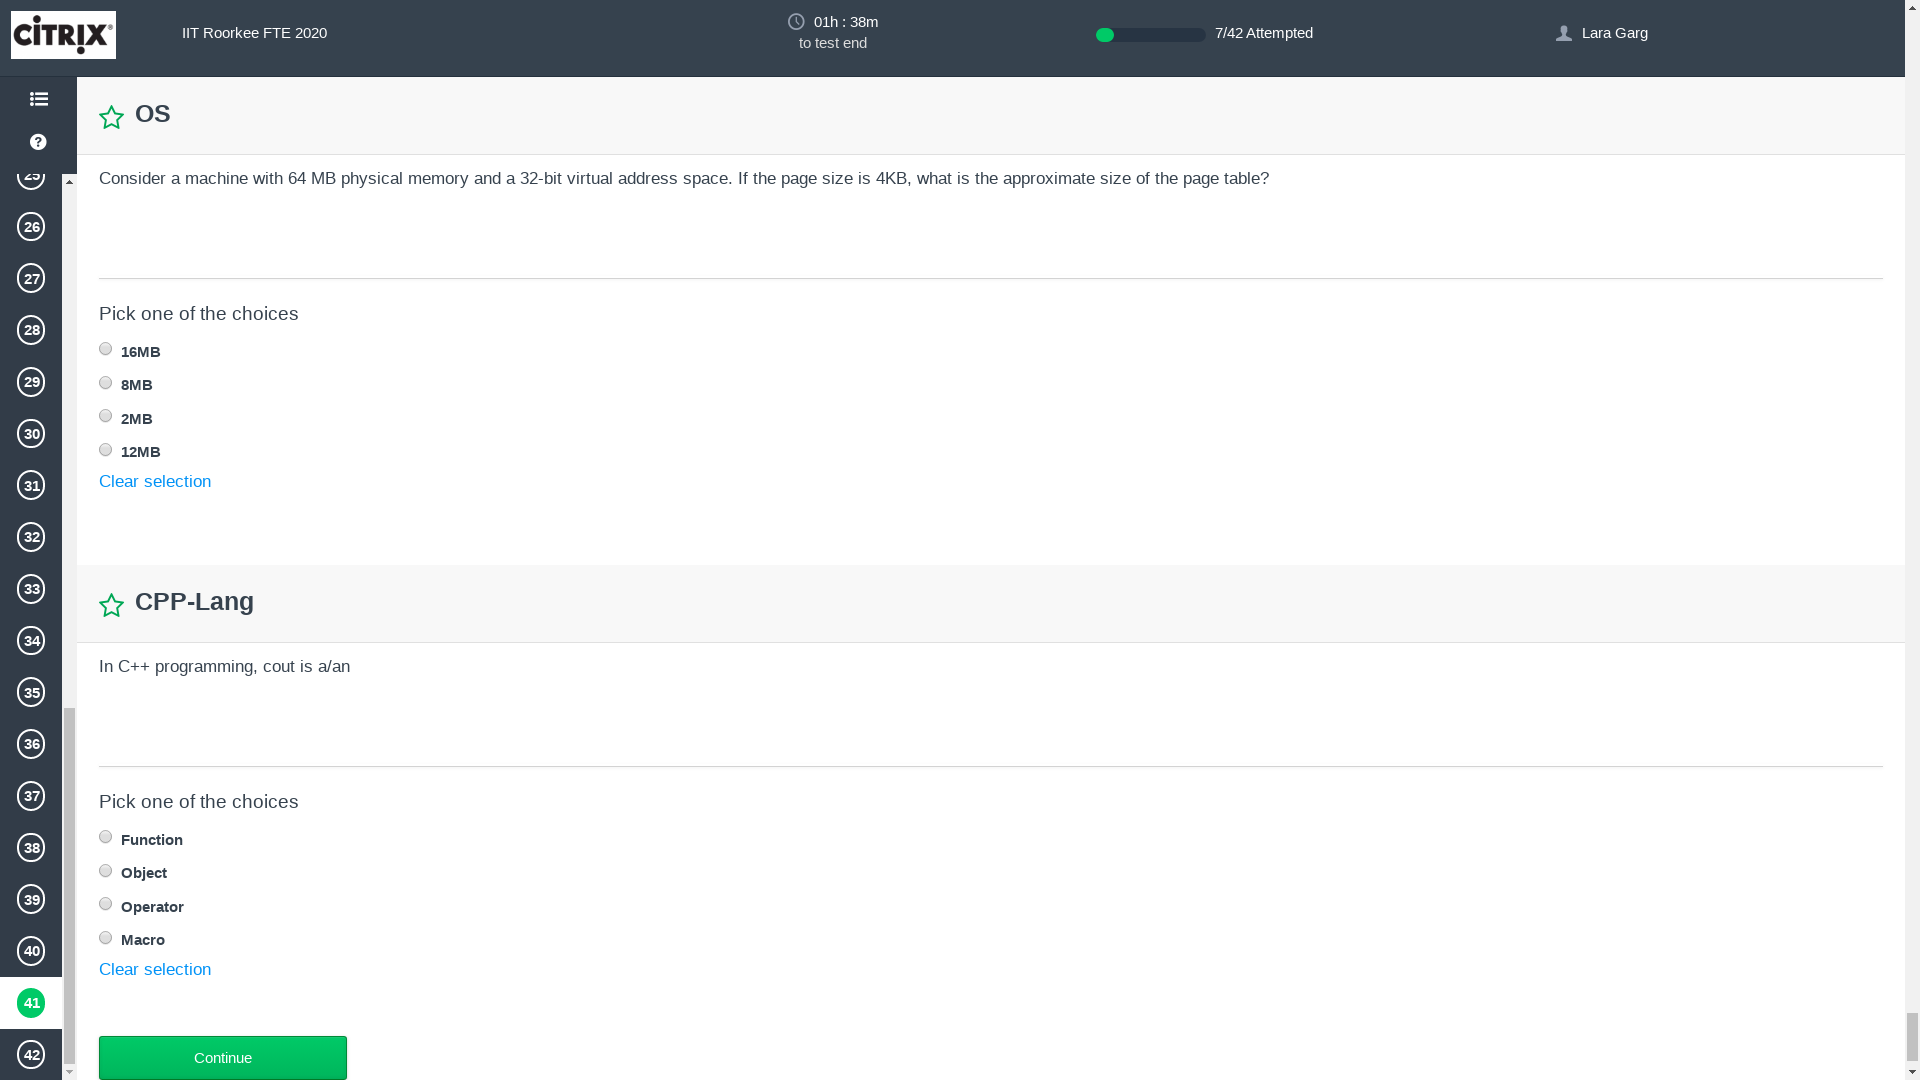 CITRIX®
IIT Roorkee FTE 2020
01h : 38m
to test end
7/42 Attempted
Lara Garg
25
26
27
28
29
30
31
32
33
34
35
36
37
38
39
40
41
42
OS
Consider a machine with 64 MB physical memory and a 32-bit virtual address space. If the page size is 4KB, what is the approximate size of the page table?
Pick one of the choices
16MB
8MB
2MB
12MB
Clear selection
CPP-Lang
In C++ programming, cout is a/an
Pick one of the choices
Function
Object
Operator
Macro
Clear selection
Continue